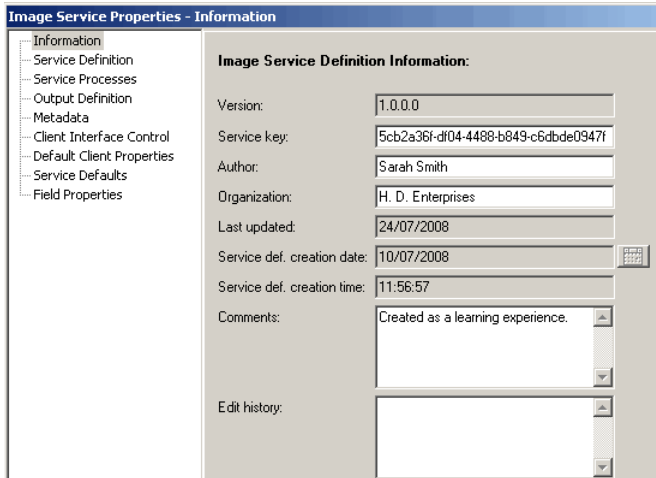 Image Service Properties - Information
Information
Service Definition
Service Processes
Output Definition
Metadata
Client Interface Control
Default Client Properties
Service Defaults
Field Properties
Image Service Definition Information:
Version: 1.0.0.0
Service key: 5cb2a36f-df04-4488-b849-c6dbde0947f
Author: Sarah Smith
Organization: H. D. Enterprises
Last updated: 24/07/2008
Service def. creation date: 10/07/2008
Service def. creation time: 11:56:57
Comments: Created as a learning experience.
Edit history: